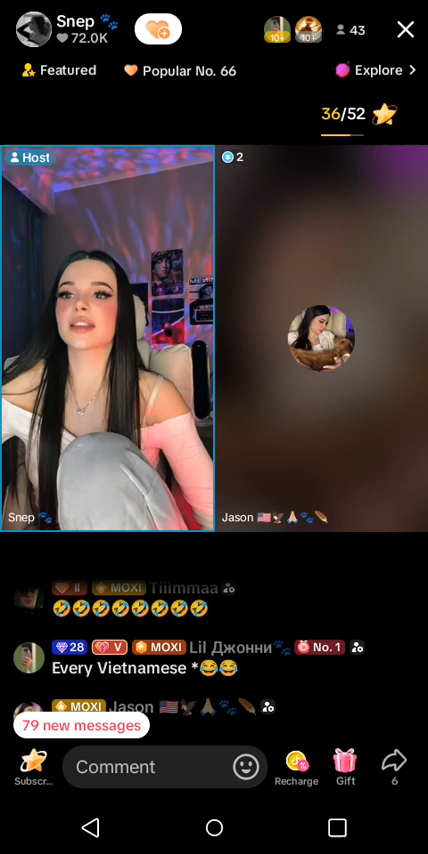 Snep 🐾
72.0K
10+
10+
43
Featured
Popular No. 66
Explore
36/52
Host
2
Snep 🐾
Jason 🇺🇸🦅🙏🏼🐾🪶
II MOXI Tiiimmaa
🤣🤣🤣🤣🤣🤣🤣🤣
28 V MOXI Lil Джонни🐾 No. 1
Every Vietnamese *😂😂
MOXI Jason 🇺🇸🦅🙏🏼🐾🪶
79 new messages
Comment
Subscr...
Recharge
Gift
6